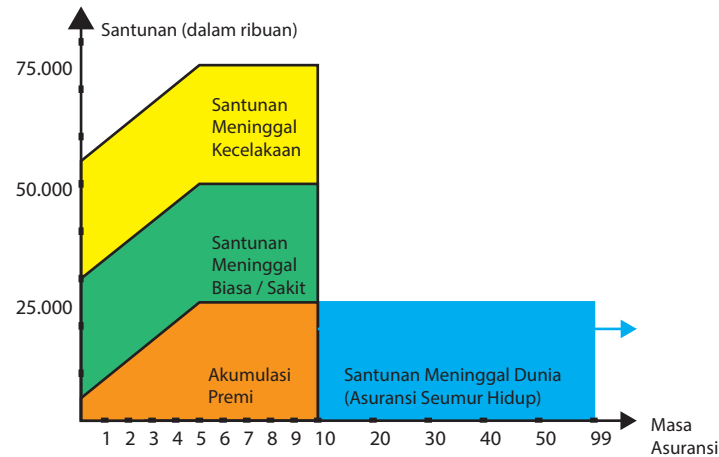 Santunan (dalam ribuan)
75.000
Santunan
Meninggal
Kecelakaan
50.000
Santunan
Meninggal
Biasa / Sakit
25.000
Akumulasi
Premi
Santunan Meninggal Dunia
(Asuransi Seumur Hidup)
1 2 3 4 5 6 7 8 9 10 20 30 40 50 99
Masa
Asuransi